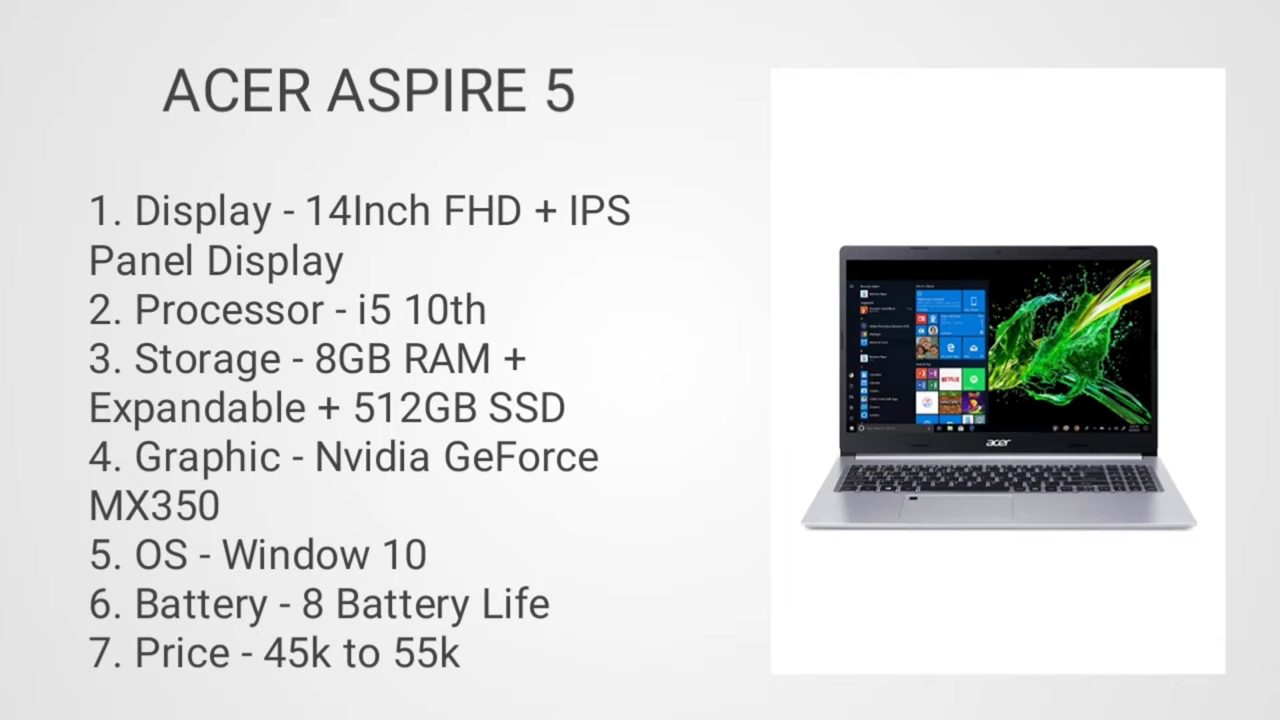 ACER ASPIRE 5
1. Display - 14Inch FHD + IPS
Panel Display
2. Processor - i5 10th
3. Storage - 8GB RAM +
Expandable + 512GB SSD
4. Graphic - Nvidia GeForce
MX350
5. OS - Window 10
6. Battery - 8 Battery Life
7. Price - 45k to 55k
NETFLIX
acer